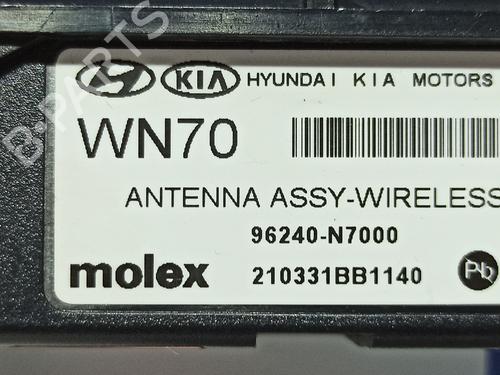 KIA HYUNDAI KIA MOTORS
WN70
ANTENNA ASSY-WIRELESS
96240-N7000
molex 210331BB1140 Pb
B-PARTS